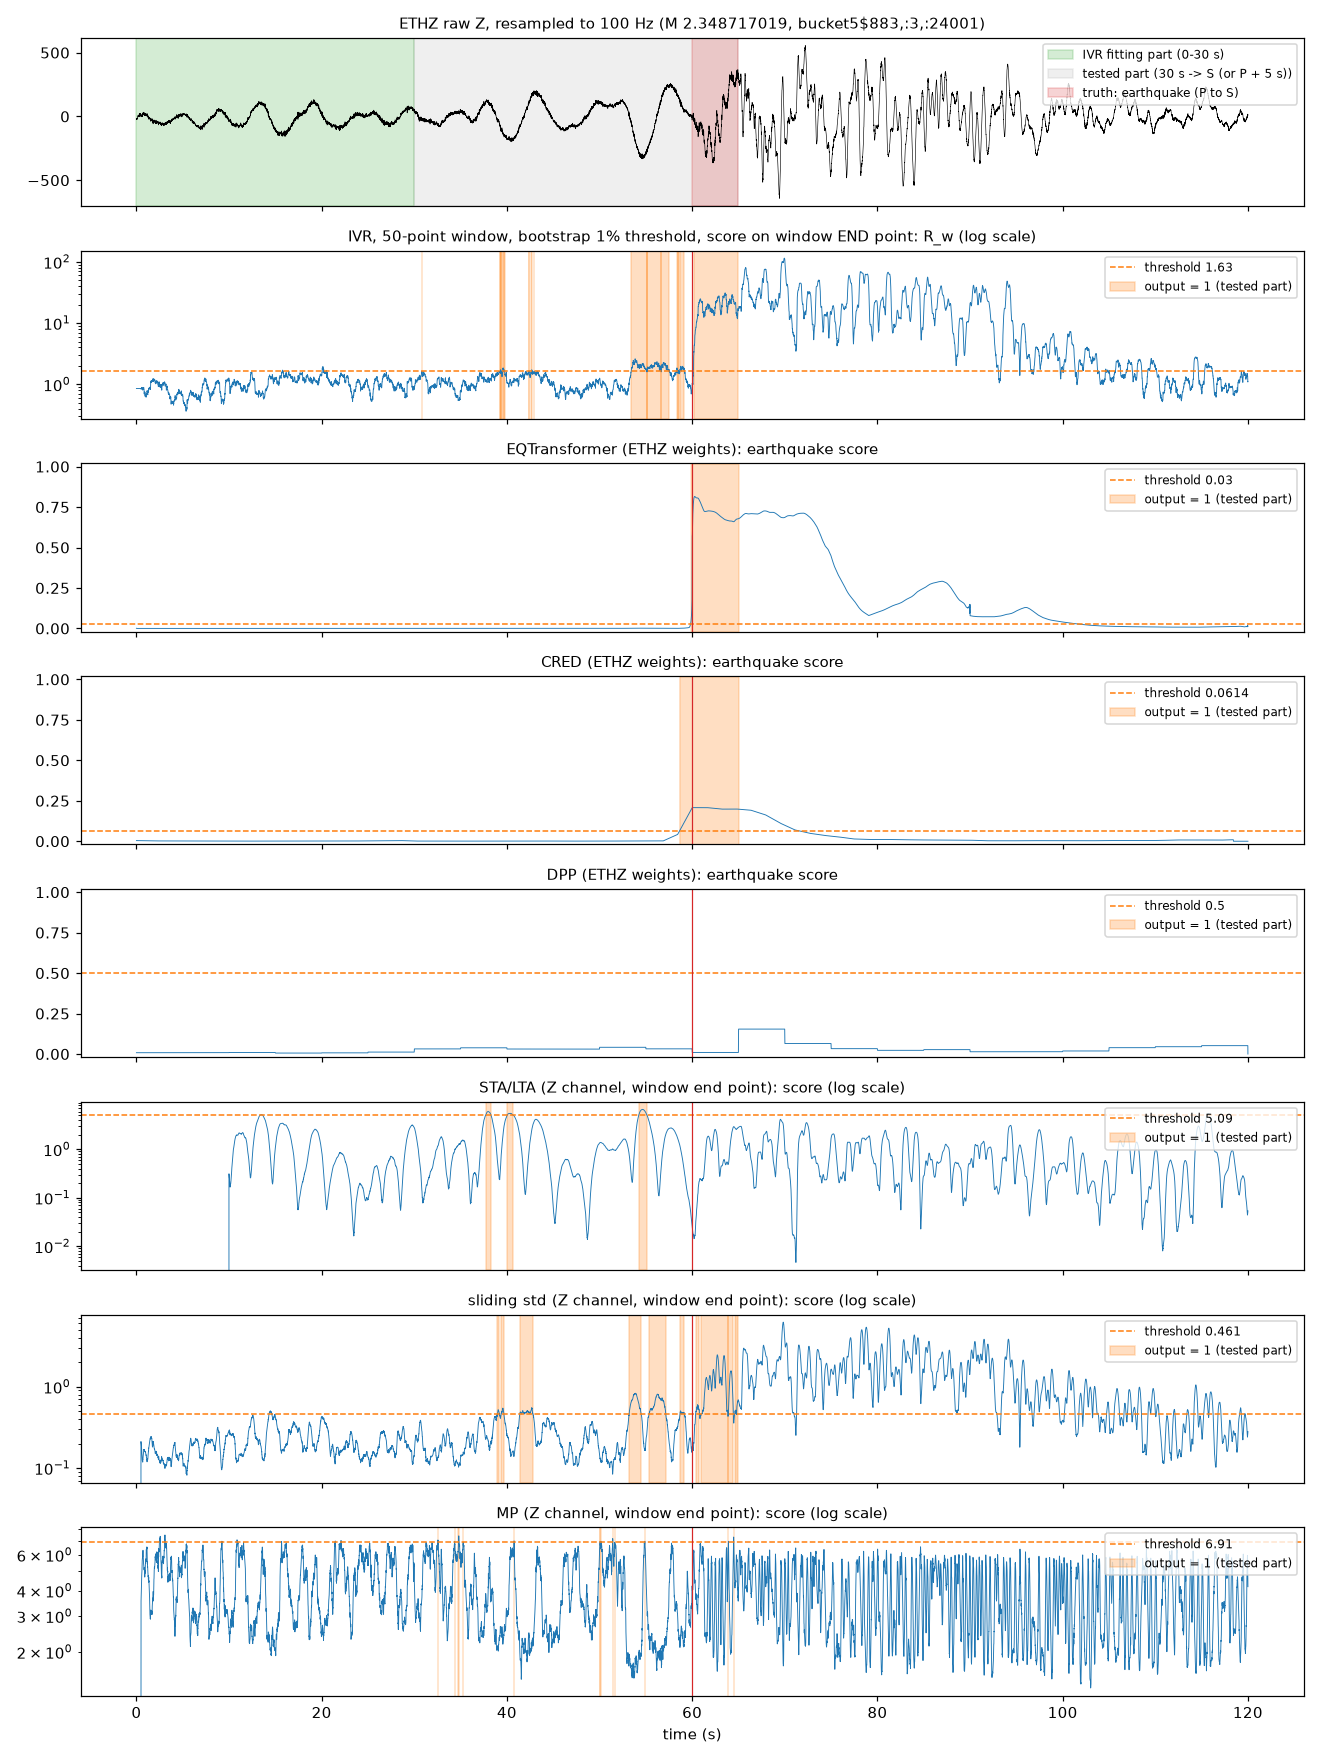 ETHZ raw Z, resampled to 100 Hz (M 2.348717019, bucket5$883,:3,:24001)
500
0
−500
IVR fitting part (0-30 s)
tested part (30 s -> S (or P + 5 s))
truth: earthquake (P to S)
IVR, 50-point window, bootstrap 1% threshold, score on window END point: R_w (log scale)
10²
10¹
10⁰
threshold 1.63
output = 1 (tested part)
EQTransformer (ETHZ weights): earthquake score
1.00
0.75
0.50
0.25
0.00
threshold 0.03
output = 1 (tested part)
CRED (ETHZ weights): earthquake score
1.00
0.75
0.50
0.25
0.00
threshold 0.0614
output = 1 (tested part)
DPP (ETHZ weights): earthquake score
1.00
0.75
0.50
0.25
0.00
threshold 0.5
output = 1 (tested part)
STA/LTA (Z channel, window end point): score (log scale)
10⁰
10⁻¹
10⁻²
threshold 5.09
output = 1 (tested part)
sliding std (Z channel, window end point): score (log scale)
10⁰
10⁻¹
threshold 0.461
output = 1 (tested part)
MP (Z channel, window end point): score (log scale)
6 × 10⁰
4 × 10⁰
3 × 10⁰
2 × 10⁰
threshold 6.91
output = 1 (tested part)
0 20 40 60 80 100 120
time (s)